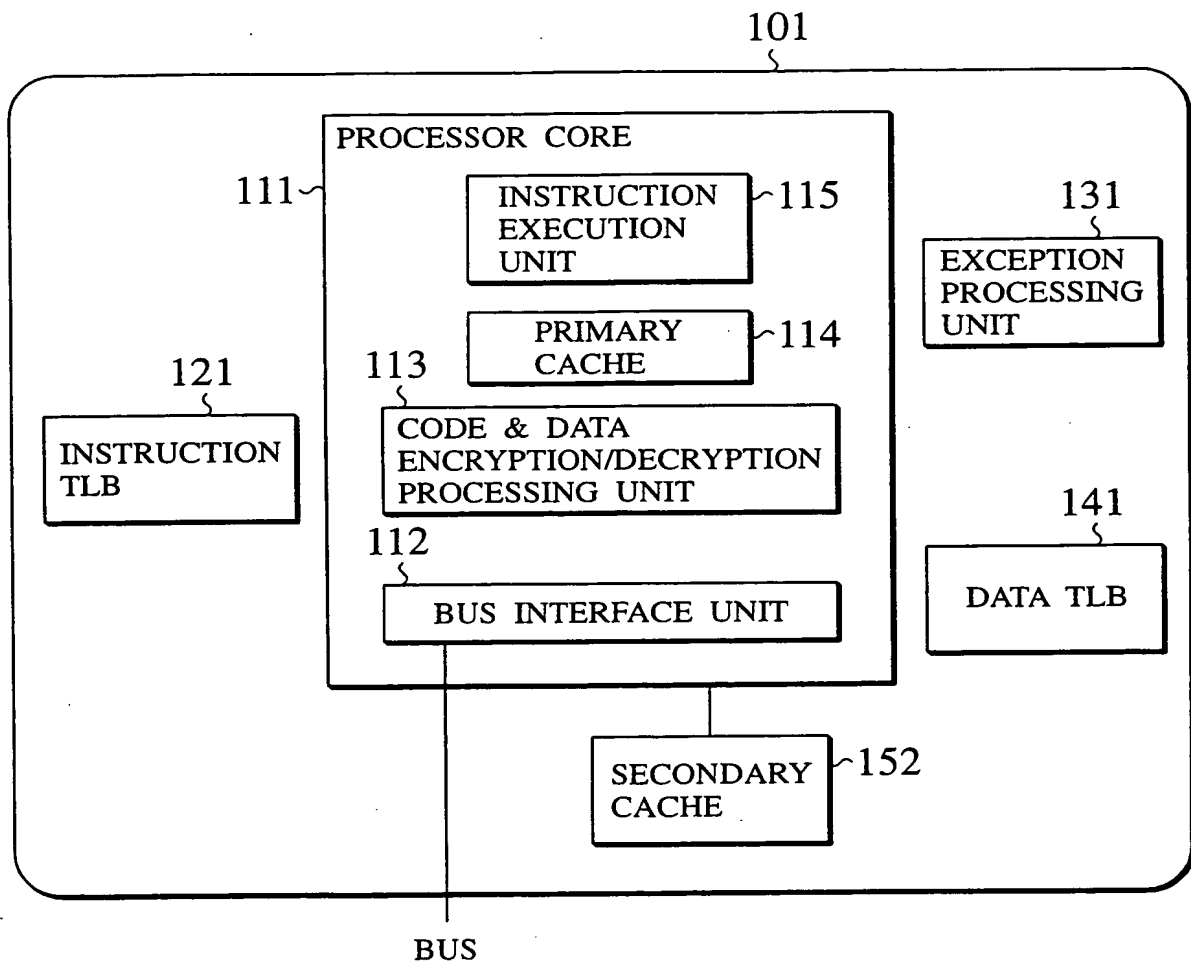 101
PROCESSOR CORE
111
INSTRUCTION
EXECUTION
UNIT
115
131
EXCEPTION
PROCESSING
UNIT
PRIMARY
CACHE
114
121
INSTRUCTION
TLB
113
CODE & DATA
ENCRYPTION/DECRYPTION
PROCESSING UNIT
112
BUS INTERFACE UNIT
141
DATA TLB
SECONDARY
CACHE
152
BUS